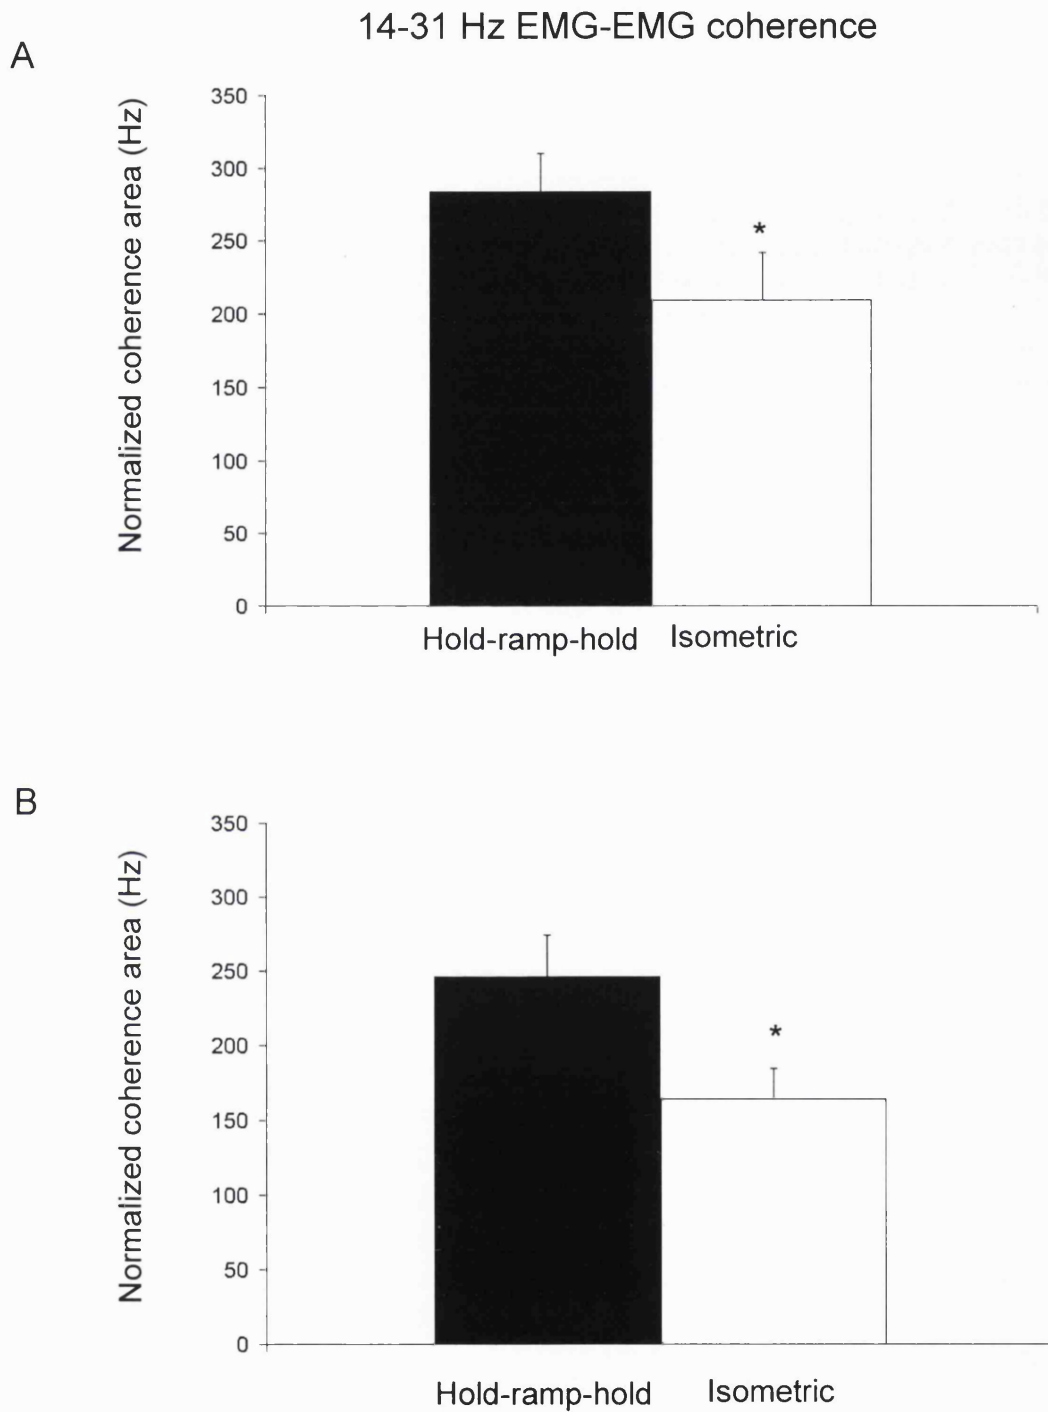 14-31 Hz EMG-EMG coherence
A
Normalized coherence area (Hz)
350
300
250
200
150
100
50
0
*
Hold-ramp-hold Isometric
B
Normalized coherence area (Hz)
350
300
250
200
150
100
50
0
*
Hold-ramp-hold Isometric